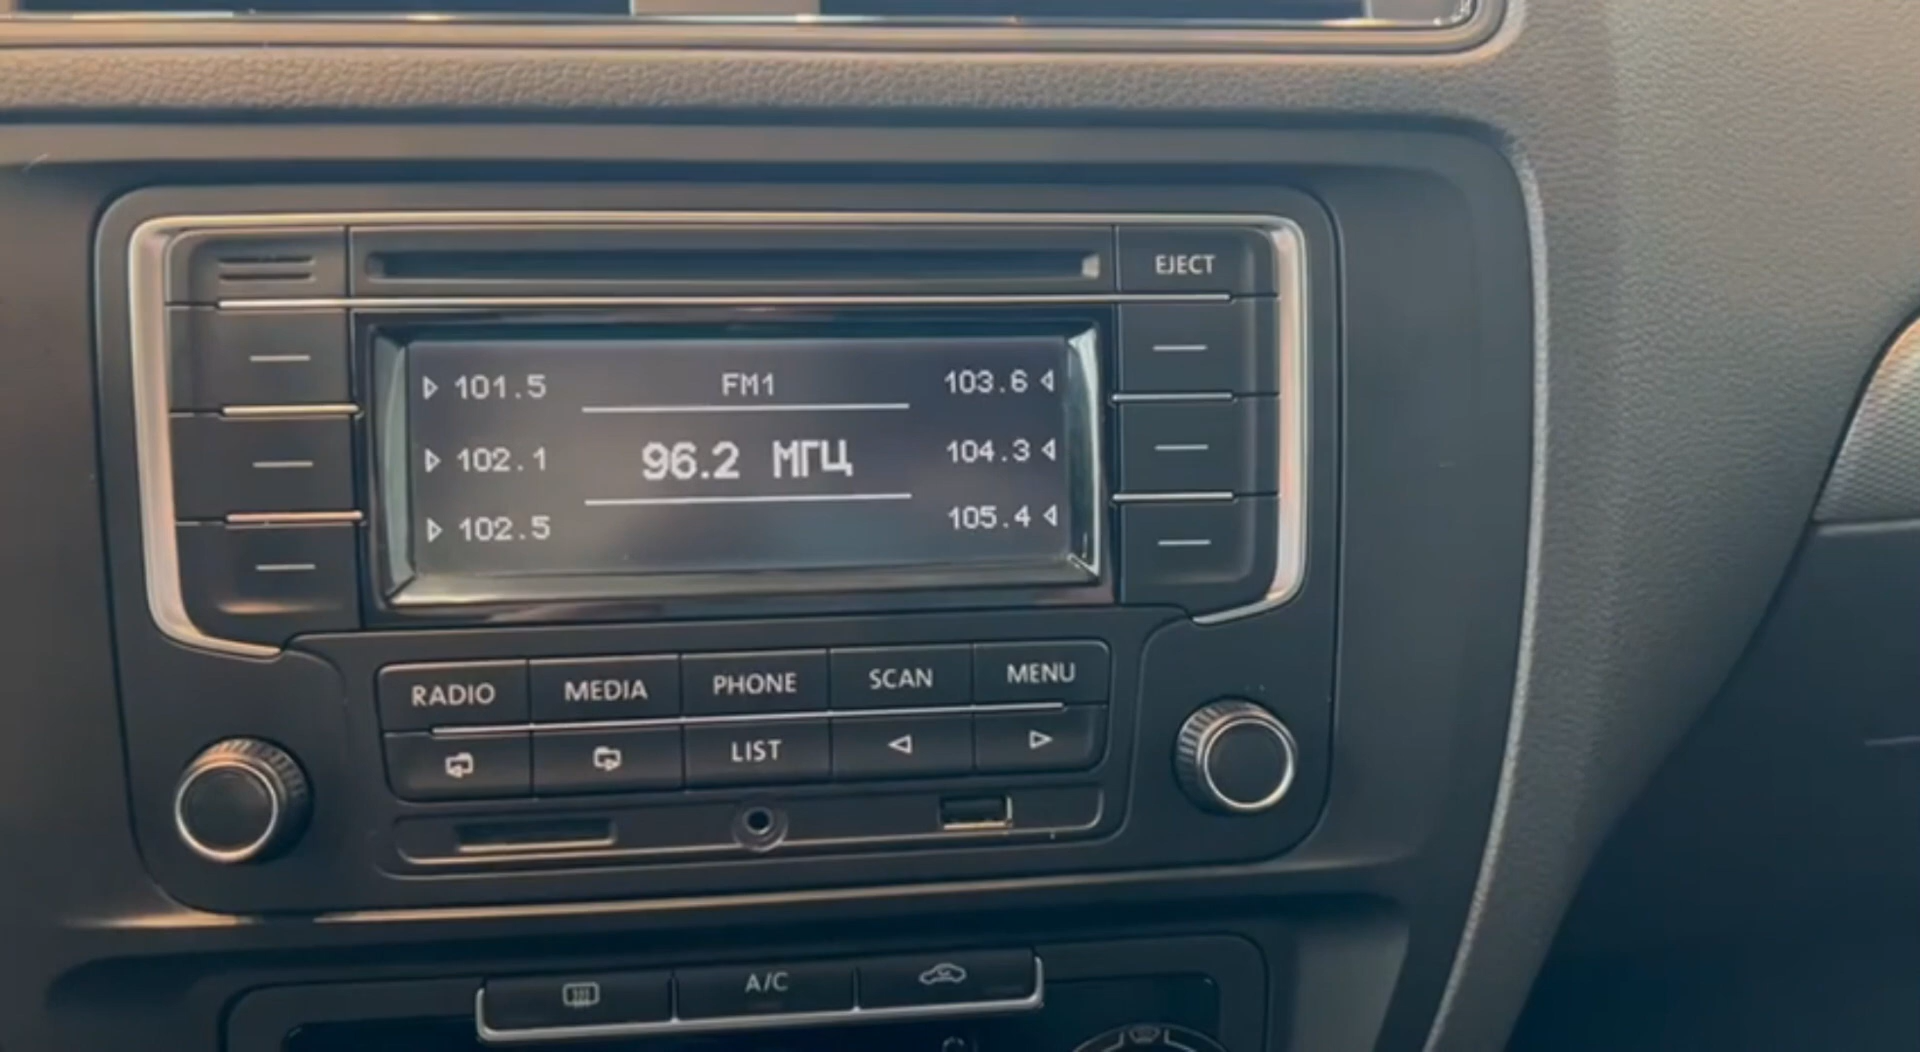 EJECT
101.5 FM1 103.6
102.1 96.2 МГЦ 104.3
102.5 105.4
RADIO MEDIA PHONE SCAN MENU
LIST
A/C